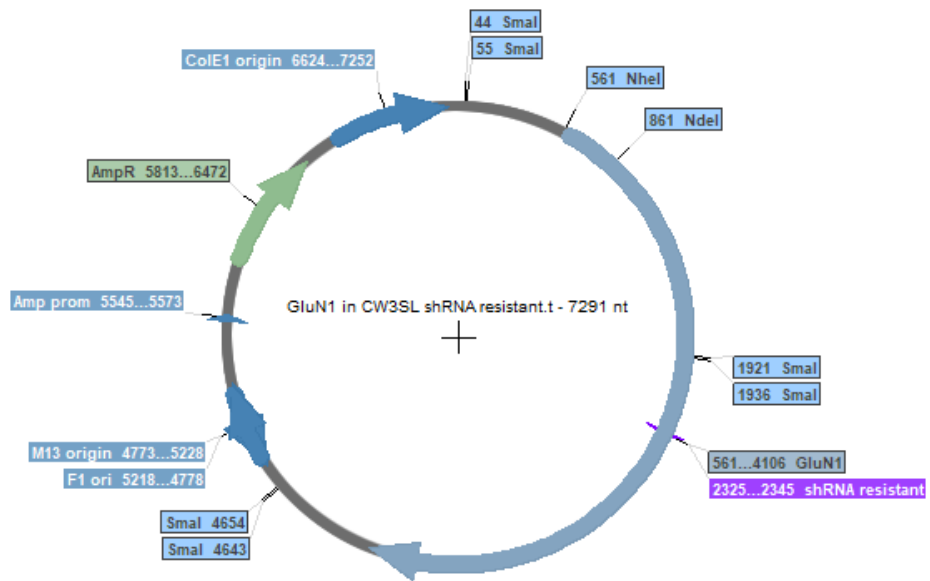 44 SmaI
55 SmaI
ColE1 origin 6624...7252
561 NheI
861 NdeI
AmpR 5813...6472
Amp prom 5545...5573
GluN1 in CW3SL shRNA resistant.t - 7291 nt
1921 SmaI
1936 SmaI
M13 origin 4773...5228
561...4106 GluN1
F1 ori 5218...4778
2325...2345 shRNA resistant
SmaI 4654
SmaI 4643